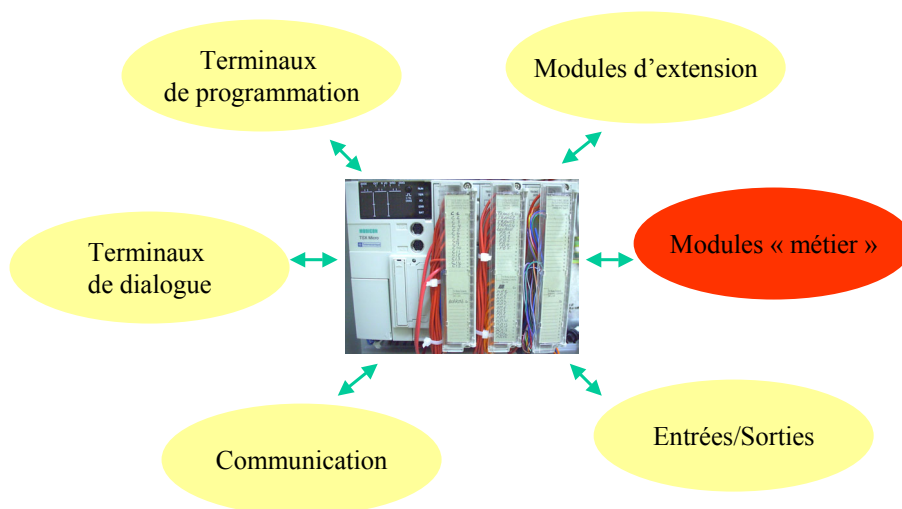 Terminaux
de programmation
Modules d’extension
Terminaux
de dialogue
Modules « métier »
Communication
Entrées/Sorties